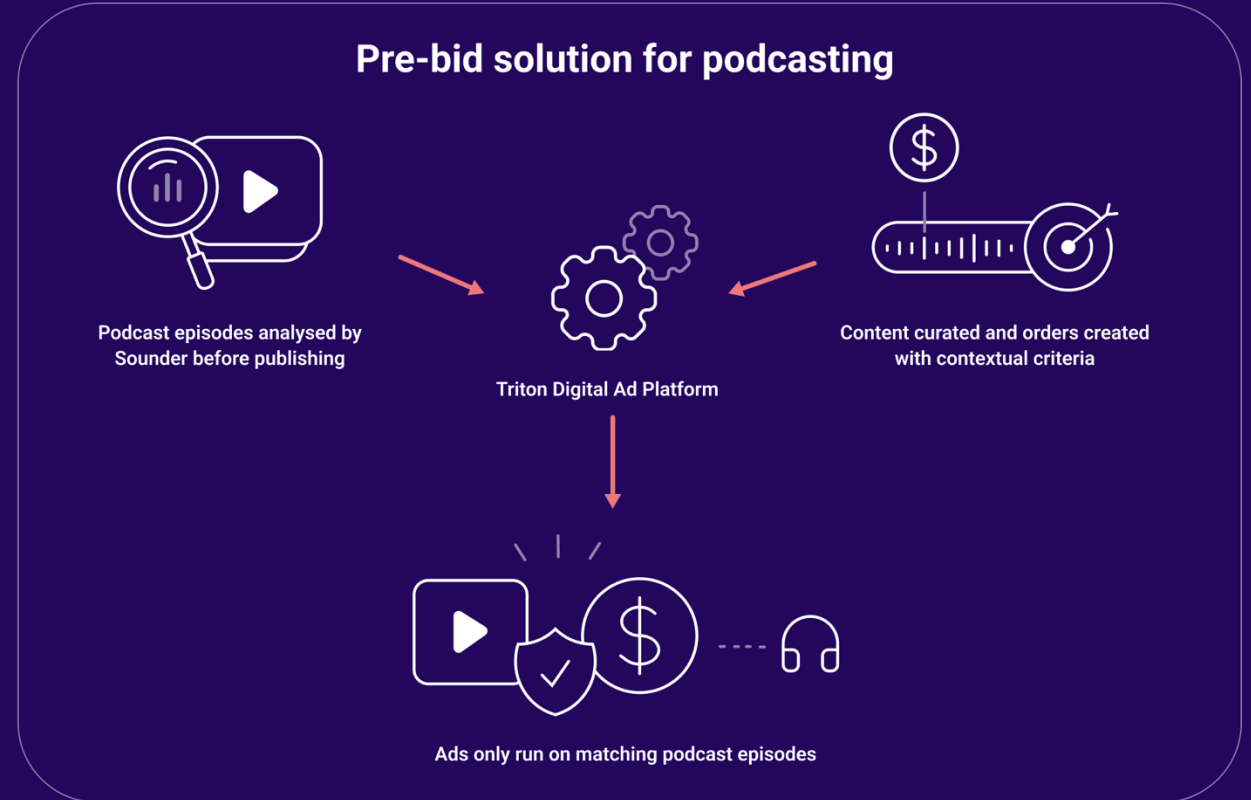 Pre-bid solution for podcasting
Podcast episodes analysed by
Sounder before publishing
Content curated and orders created
with contextual criteria
Triton Digital Ad Platform
Ads only run on matching podcast episodes